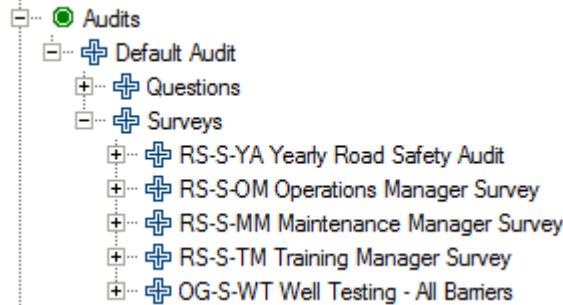 Audits
Default Audit
Questions
Surveys
RS-S-YA Yearly Road Safety Audit
RS-S-OM Operations Manager Survey
RS-S-MM Maintenance Manager Survey
RS-S-TM Training Manager Survey
OG-S-WT Well Testing - All Barriers